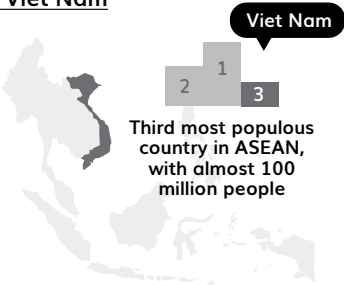 Viet Nam
Viet Nam
1
2
3
Third most populous
country in ASEAN,
with almost 100
million people